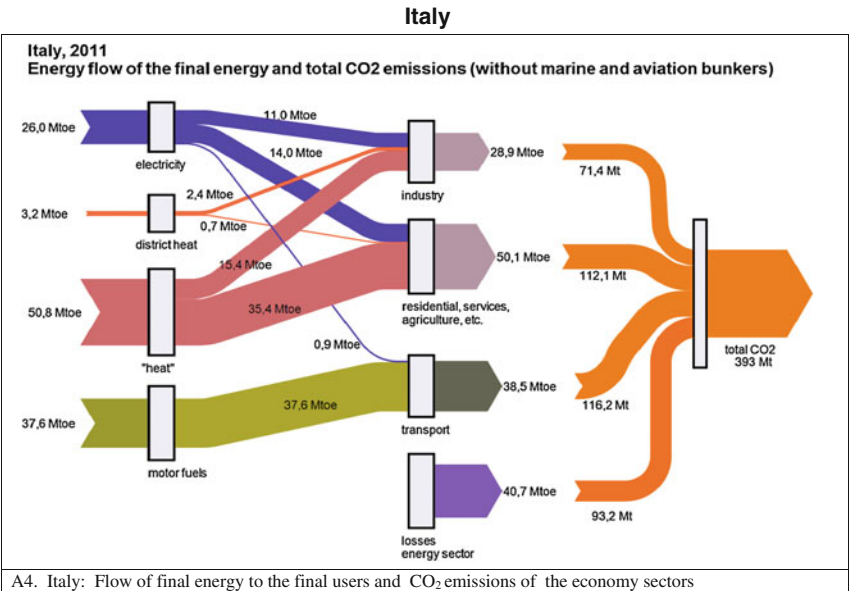 Italy
Italy, 2011
Energy flow of the final energy and total CO2 emissions (without marine and aviation bunkers)
26,0 Mtoe
electricity
11.0 Mtoe
14,0 Mtoe
3,2 Mtoe
district heat
2,4 Mtoe
0,7 Mtoe
50,8 Mtoe
"heat"
15,4 Mtoe
35,4 Mtoe
0,9 Mtoe
37,6 Mtoe
motor fuels
37,6 Mtoe
industry
28,9 Mtoe
residential, services,
agriculture, etc.
50,1 Mtoe
transport
38,5 Mtoe
losses
energy sector
40,7 Mtoe
71,4 Mt
112,1 Mt
116,2 Mt
93,2 Mt
total CO2
393 Mt
A4. Italy: Flow of final energy to the final users and CO2 emissions of the economy sectors